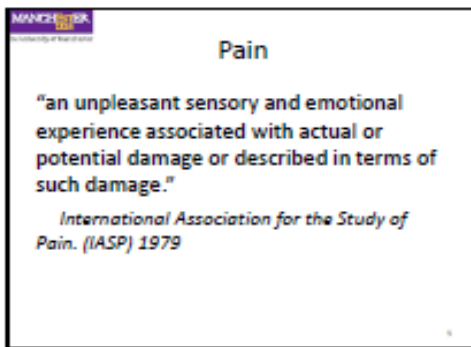 MANCHESTER
1824
Pain
"an unpleasant sensory and emotional
experience associated with actual or
potential damage or described in terms of
such damage."
International Association for the Study of
Pain. (IASP) 1979